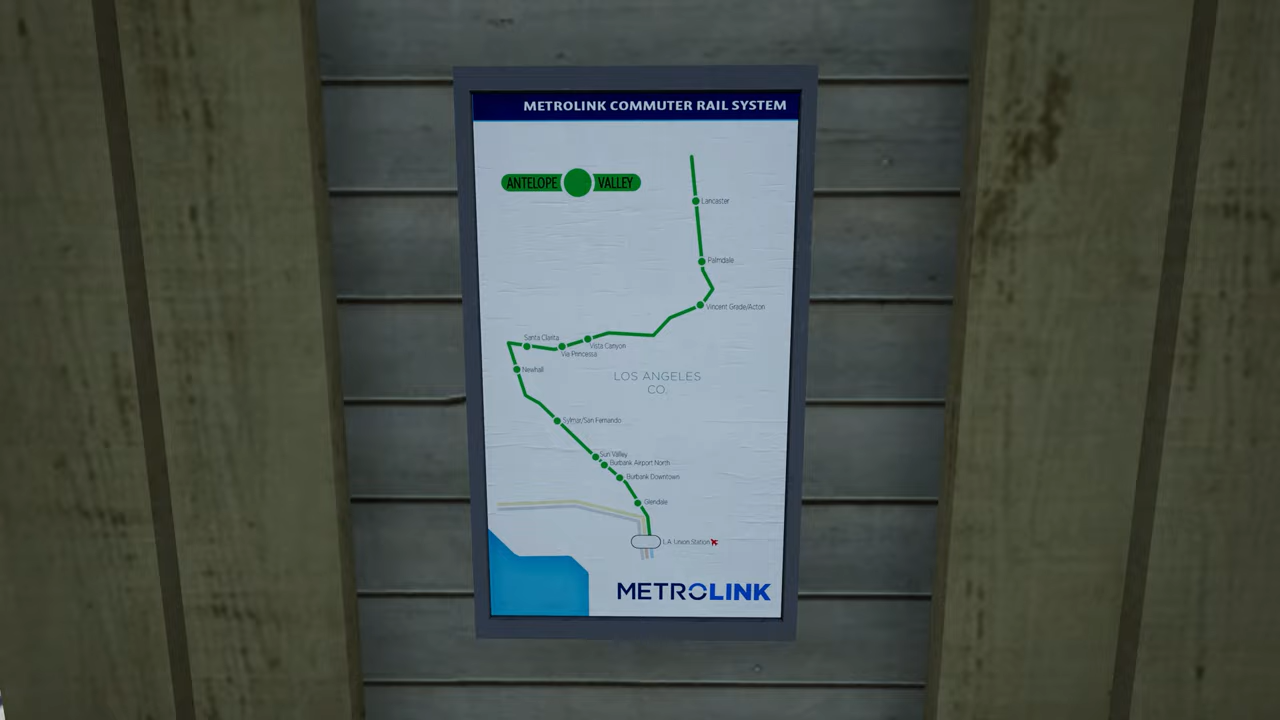 METROLINK COMMUTER RAIL SYSTEM
ANTELOPE VALLEY
Lancaster
Palmdale
Vincent Grade/Acton
Santa Clarita
Vista Canyon
Via Princessa
Newhall
LOS ANGELES
CO.
Sylmar/San Fernando
Sun Valley
Burbank Airport North
Burbank Downtown
Glendale
L.A. Union Station
METROLINK